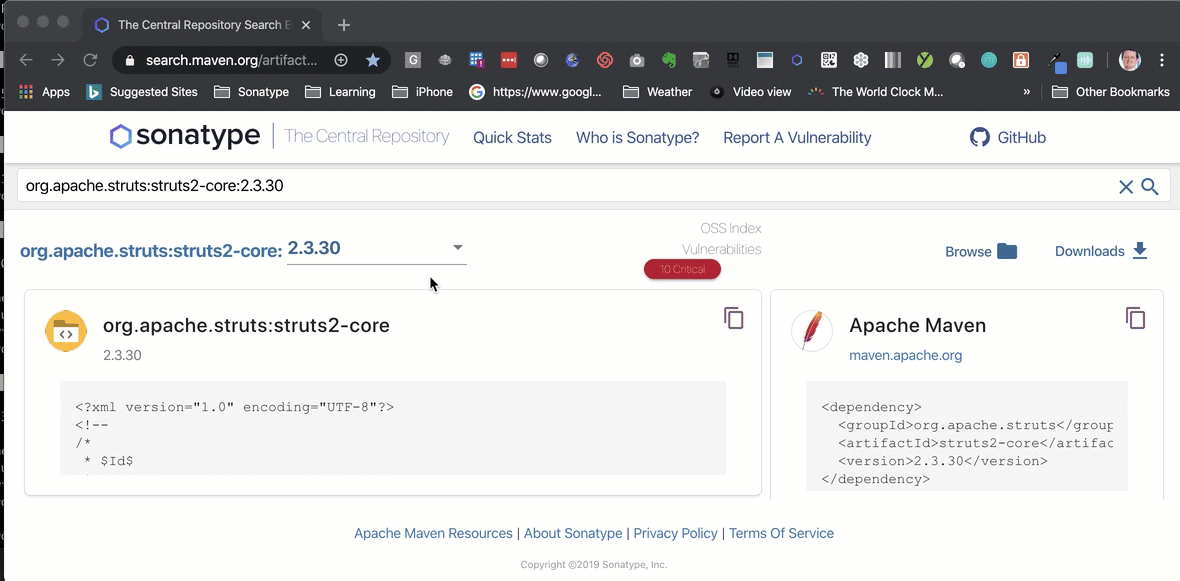 The Central Repository Search E
search.maven.org/artifact...
Apps
Suggested Sites
Sonatype
Learning
iPhone
https://www.googl...
Weather
Video view
The World Clock M...
»
Other Bookmarks
sonatype
The Central Repository
Quick Stats
Who is Sonatype?
Report A Vulnerability
GitHub
org.apache.struts:struts2-core:2.3.30
org.apache.struts:struts2-core: 2.3.30
OSS Index
Vulnerabilities
10 Critical
Browse
Downloads
org.apache.struts:struts2-core
2.3.30
<?xml version="1.0" encoding="UTF-8"?>
<!--
/*
* $Id$
Apache Maven
maven.apache.org
<dependency>
<groupId>org.apache.struts</group
<artifactId>struts2-core</artifac
<version>2.3.30</version>
</dependency>
Apache Maven Resources | About Sonatype | Privacy Policy | Terms Of Service
Copyright ©2019 Sonatype, Inc.